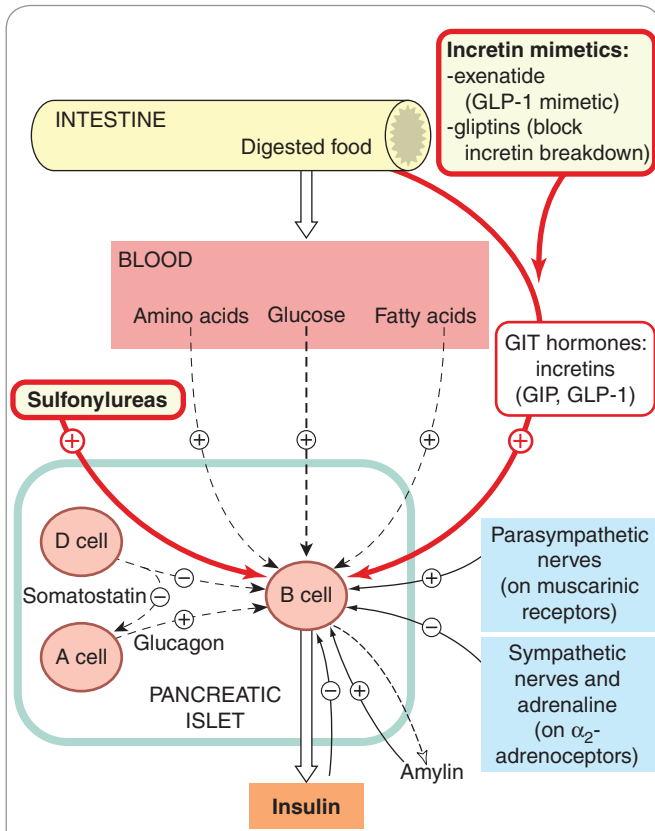 Incretin mimetics:
-exenatide
(GLP-1 mimetic)
-gliptins (block
incretin breakdown)
INTESTINE
Digested food
BLOOD
Amino acids
Glucose
Fatty acids
GIT hormones:
incretins
(GIP, GLP-1)
Sulfonylureas
+
+
+
+
+
D cell
Somatostatin
−
−
A cell
+
Glucagon
B cell
Parasympathetic
nerves
(on muscarinic
receptors)
+
−
Sympathetic
nerves and
adrenaline
(on α₂-
adrenoceptors)
PANCREATIC
ISLET
−
+
Amylin
Insulin